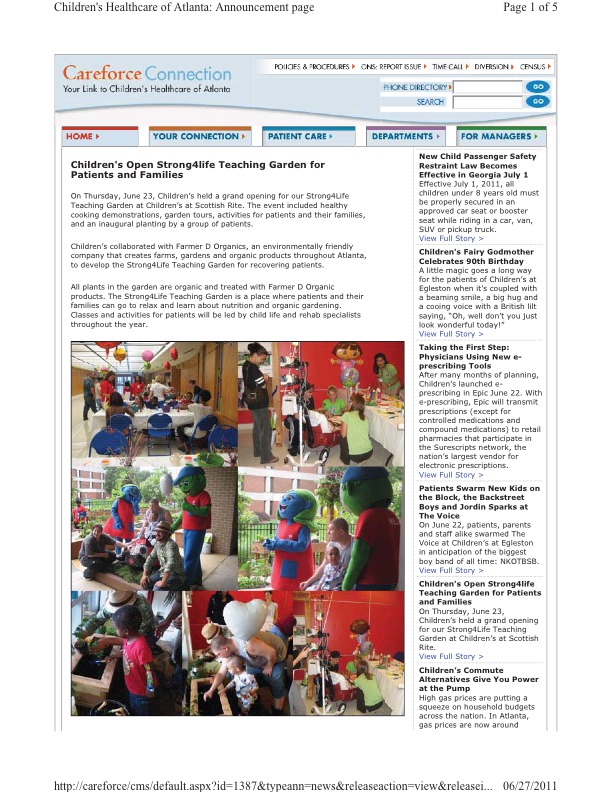 Children's Healthcare of Atlanta: Announcement page
Page 1 of 5
Careforce Connection
Your Link to Children's Healthcare of Atlanta
POLICIES & PROCEDURES
ONS: REPORT ISSUE
TIME CALL
DIVERSION
CENSUS
PHONE DIRECTORY
GO
SEARCH
GO
HOME
YOUR CONNECTION
PATIENT CARE
DEPARTMENTS
FOR MANAGERS
Children's Open Strong4life Teaching Garden for
Patients and Families
On Thursday, June 23, Children's held a grand opening for our Strong4Life
Teaching Garden at Children's at Scottish Rite. The event included healthy
cooking demonstrations, garden tours, activities for patients and their families,
and an inaugural planting by a group of patients.
Children's collaborated with Farmer D Organics, an environmentally friendly
company that creates farms, gardens and organic products throughout Atlanta,
to develop the Strong4Life Teaching Garden for recovering patients.
All plants in the garden are organic and treated with Farmer D Organic
products. The Strong4Life Teaching Garden is a place where patients and their
families can go to relax and learn about nutrition and organic gardening.
Classes and activities for patients will be led by child life and rehab specialists
throughout the year.
New Child Passenger Safety
Restraint Law Becomes
Effective in Georgia July 1
Effective July 1, 2011, all
children under 8 years old must
be properly secured in an
approved car seat or booster
seat while riding in a car, van,
SUV or pickup truck.
View Full Story >
Children's Fairy Godmother
Celebrates 90th Birthday
A little magic goes a long way
for the patients of Children's at
Egleston when it's coupled with
a beaming smile, a big hug and
a cooing voice with a British lilt
saying, "Oh, well don't you just
look wonderful today!"
View Full Story >
Taking the First Step:
Physicians Using New e-
prescribing Tools
After many months of planning,
Children's launched e-
prescribing in Epic June 22. With
e-prescribing, Epic will transmit
prescriptions (except for
controlled medications and
compound medications) to retail
pharmacies that participate in
the Surescripts network, the
nation's largest vendor for
electronic prescriptions.
View Full Story >
Patients Swarm New Kids on
the Block, the Backstreet
Boys and Jordin Sparks at
The Voice
On June 22, patients, parents
and staff alike swarmed The
Voice at Children's at Egleston
in anticipation of the biggest
boy band of all time: NKOTBSB.
View Full Story >
Children's Open Strong4life
Teaching Garden for Patients
and Families
On Thursday, June 23,
Children's held a grand opening
for our Strong4Life Teaching
Garden at Children's at Scottish
Rite.
View Full Story >
Children's Commute
Alternatives Give You Power
at the Pump
High gas prices are putting a
squeeze on household budgets
across the nation. In Atlanta,
gas prices are now around
http://careforce/cms/default.aspx?id=1387&typeann=news&releaseaction=view&releasei...
06/27/2011